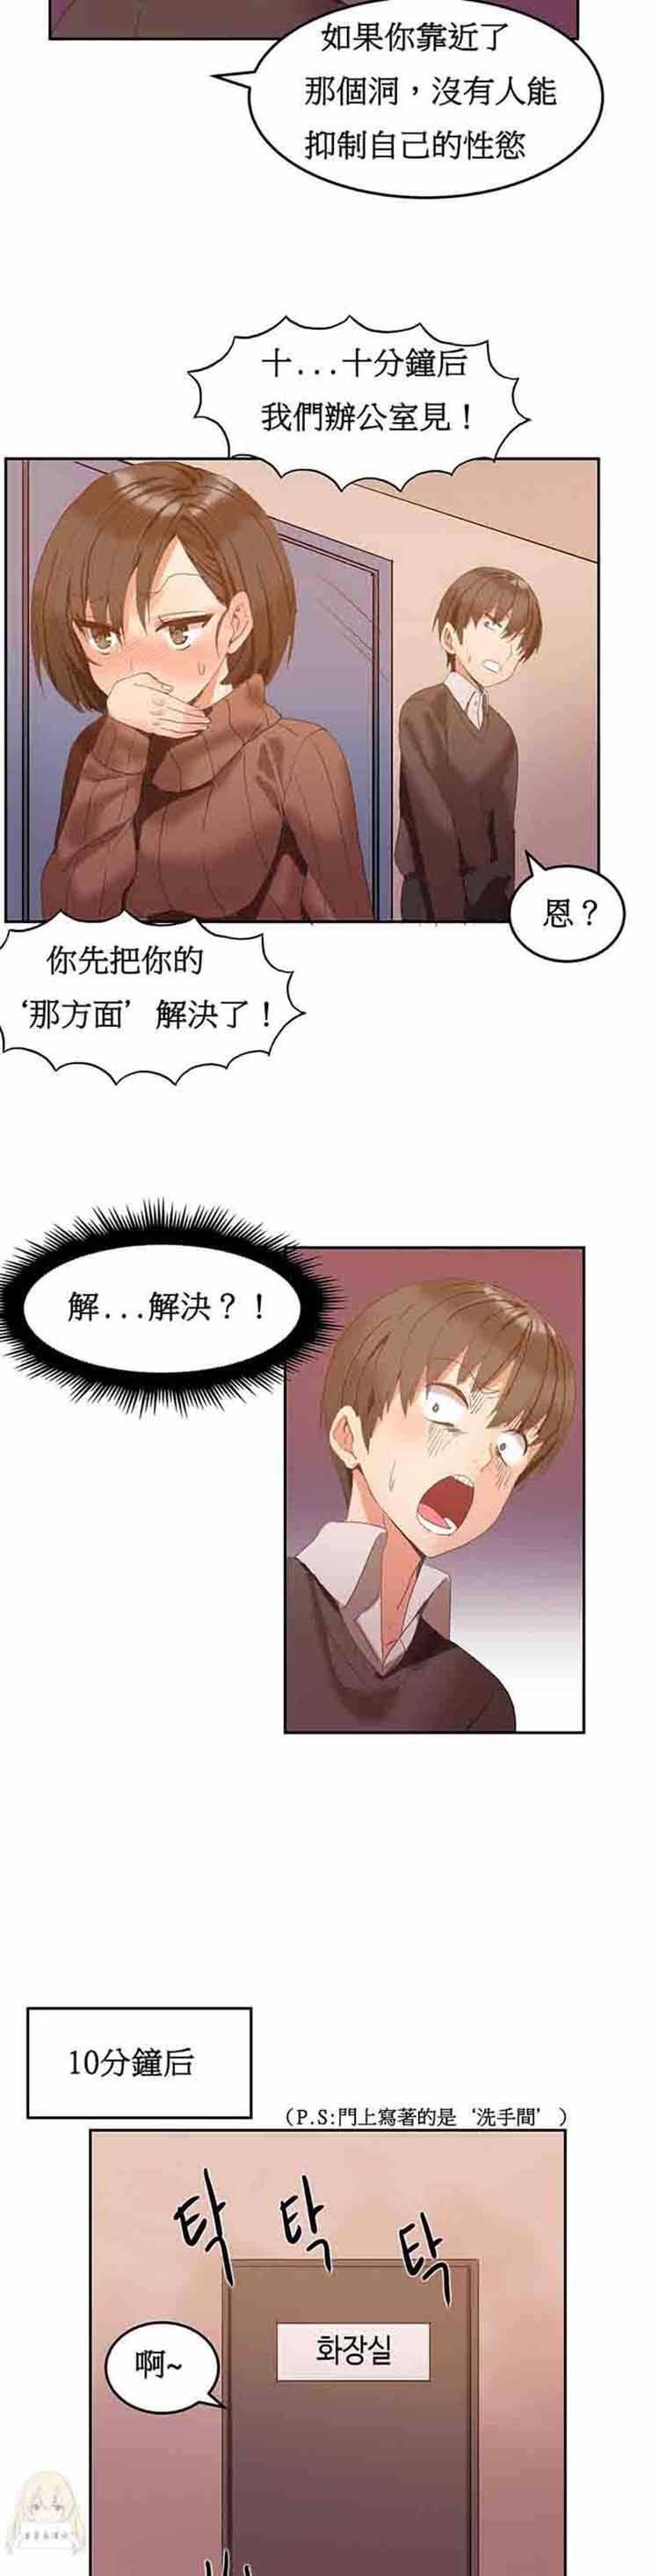 如果你靠近了
那個洞，沒有人能
抑制自己的性慾
十...十分鐘后
我們辦公室見！
恩？
你先把你的
‘那方面’解決了！
解...解決？！
10分鐘后
（P.S:門上寫著的是‘洗手間’）
탁 탁 탁
화장실
啊~